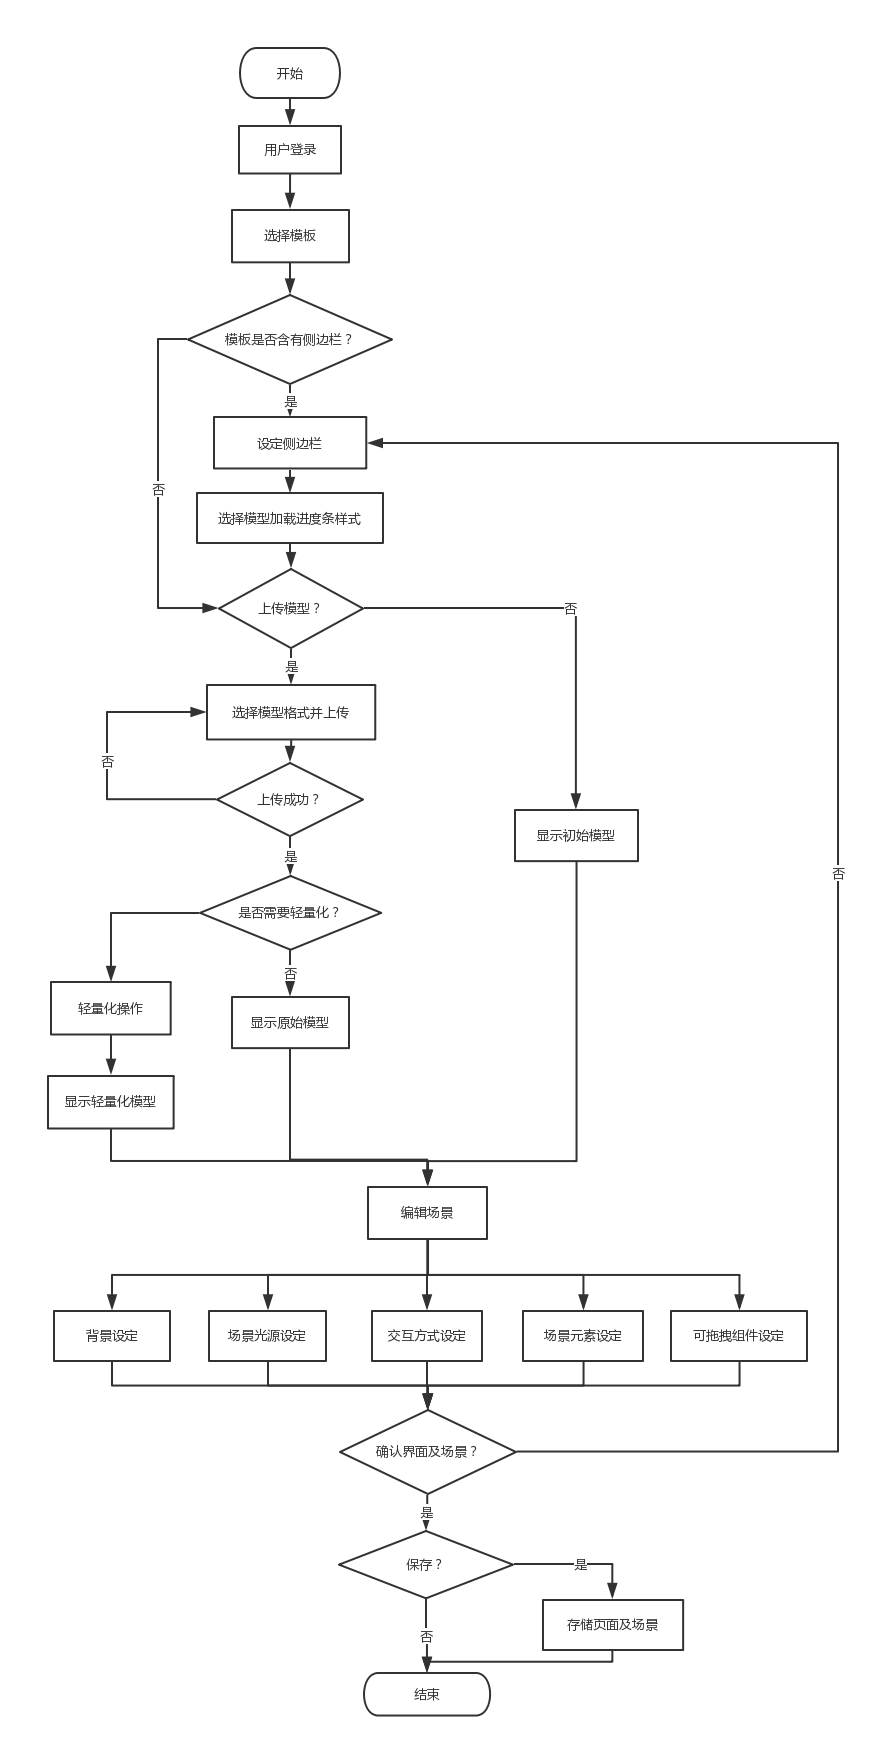 开始
用户登录
选择模板
模板是否含有侧边栏？
是
设定侧边栏
否
选择模型加载进度条样式
上传模型？
否
是
选择模型格式并上传
否
上传成功？
显示初始模型
是
否
是否需要轻量化？
否
轻量化操作
显示原始模型
显示轻量化模型
编辑场景
背景设定
场景光源设定
交互方式设定
场景元素设定
可拖拽组件设定
确认界面及场景？
是
保存？
是
存储页面及场景
否
结束